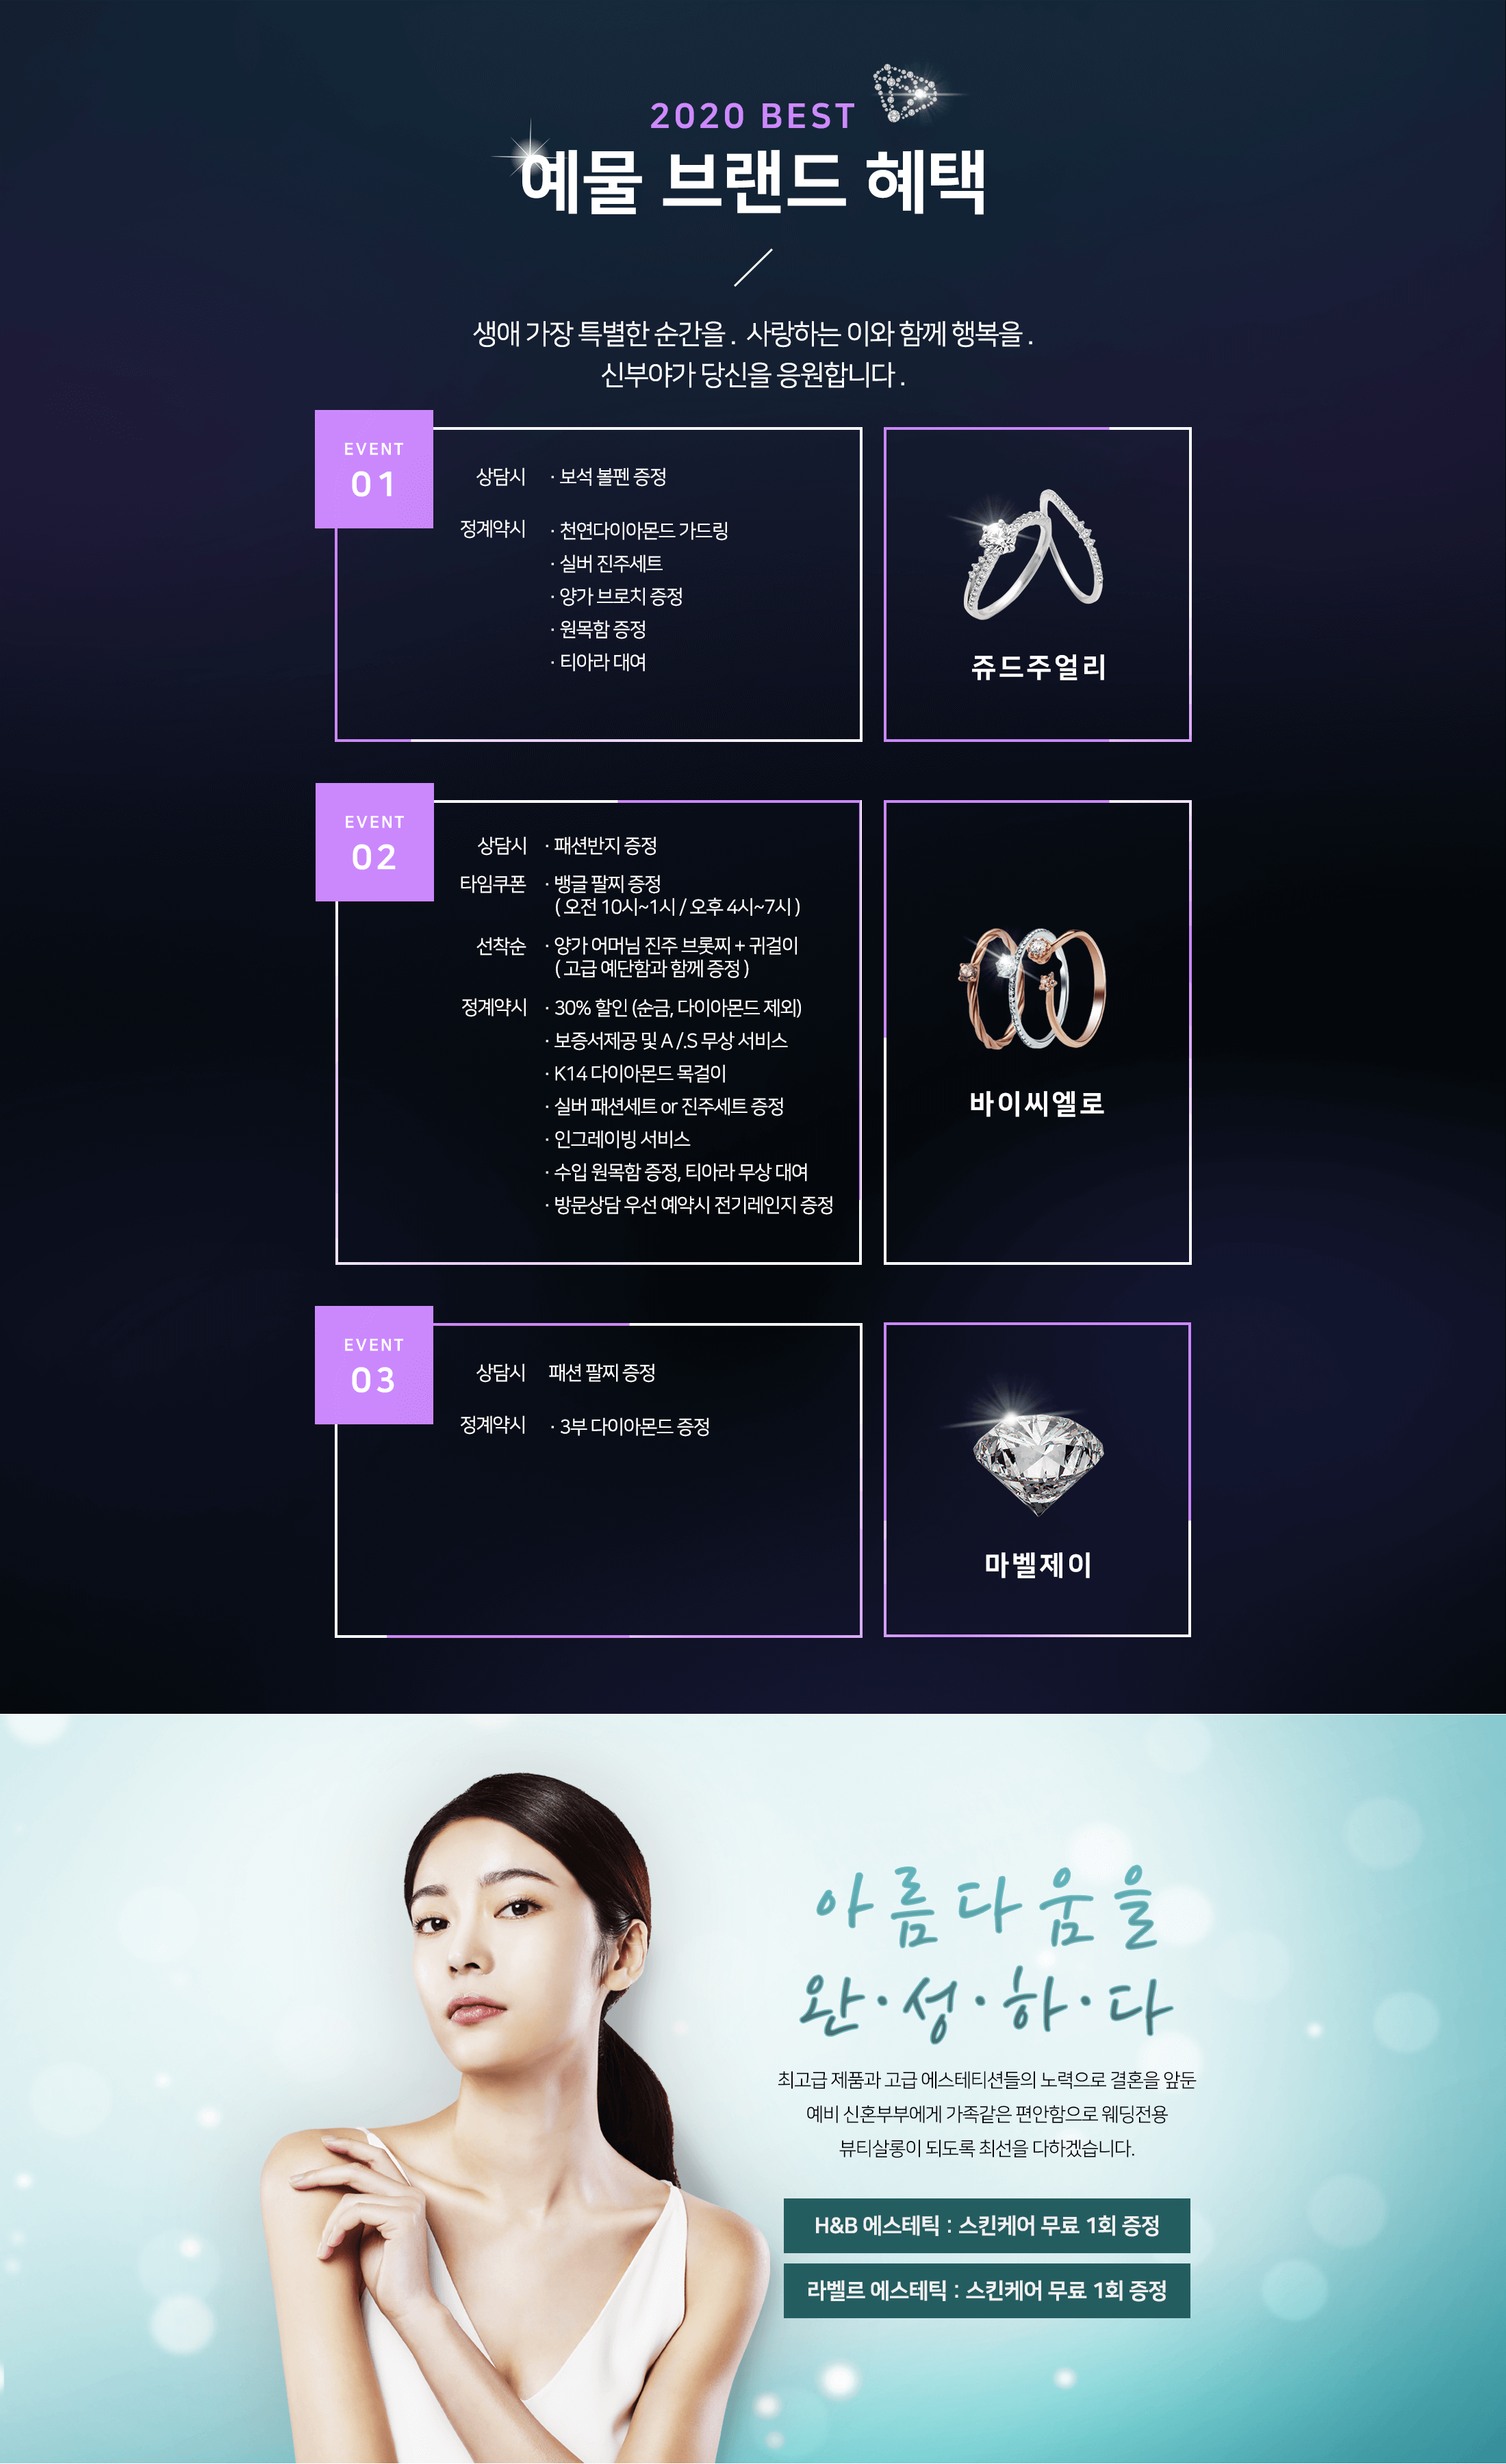 2020 BEST
예물 브랜드 혜택
생애 가장 특별한 순간을 . 사랑하는 이와 함께 행복을 .
신부야가 당신을 응원합니다 .
EVENT
01
상담시 · 보석 볼펜 증정
정계약시 · 천연다이아몬드 가드링
· 실버 진주세트
· 양가 브로치 증정
· 원목함 증정
· 티아라 대여
쥬드주얼리
EVENT
02
상담시 · 패션반지 증정
타임쿠폰 · 뱅글 팔찌 증정
( 오전 10시~1시 / 오후 4시~7시 )
선착순 · 양가 어머님 진주 브롯찌 + 귀걸이
( 고급 예단함과 함께 증정 )
정계약시 · 30% 할인 (순금, 다이아몬드 제외)
· 보증서제공 및 A /.S 무상 서비스
· K14 다이아몬드 목걸이
· 실버 패션세트 or 진주세트 증정
· 인그레이빙 서비스
· 수입 원목함 증정, 티아라 무상 대여
· 방문상담 우선 예약시 전기레인지 증정
바이씨엘로
EVENT
03
상담시 패션 팔찌 증정
정계약시 · 3부 다이아몬드 증정
마벨제이
아름다움을
완·성·하·다
최고급 제품과 고급 에스테티션들의 노력으로 결혼을 앞둔
예비 신혼부부에게 가족같은 편안함으로 웨딩전용
뷰티살롱이 되도록 최선을 다하겠습니다.
H&B 에스테틱 : 스킨케어 무료 1회 증정
라벨르 에스테틱 : 스킨케어 무료 1회 증정